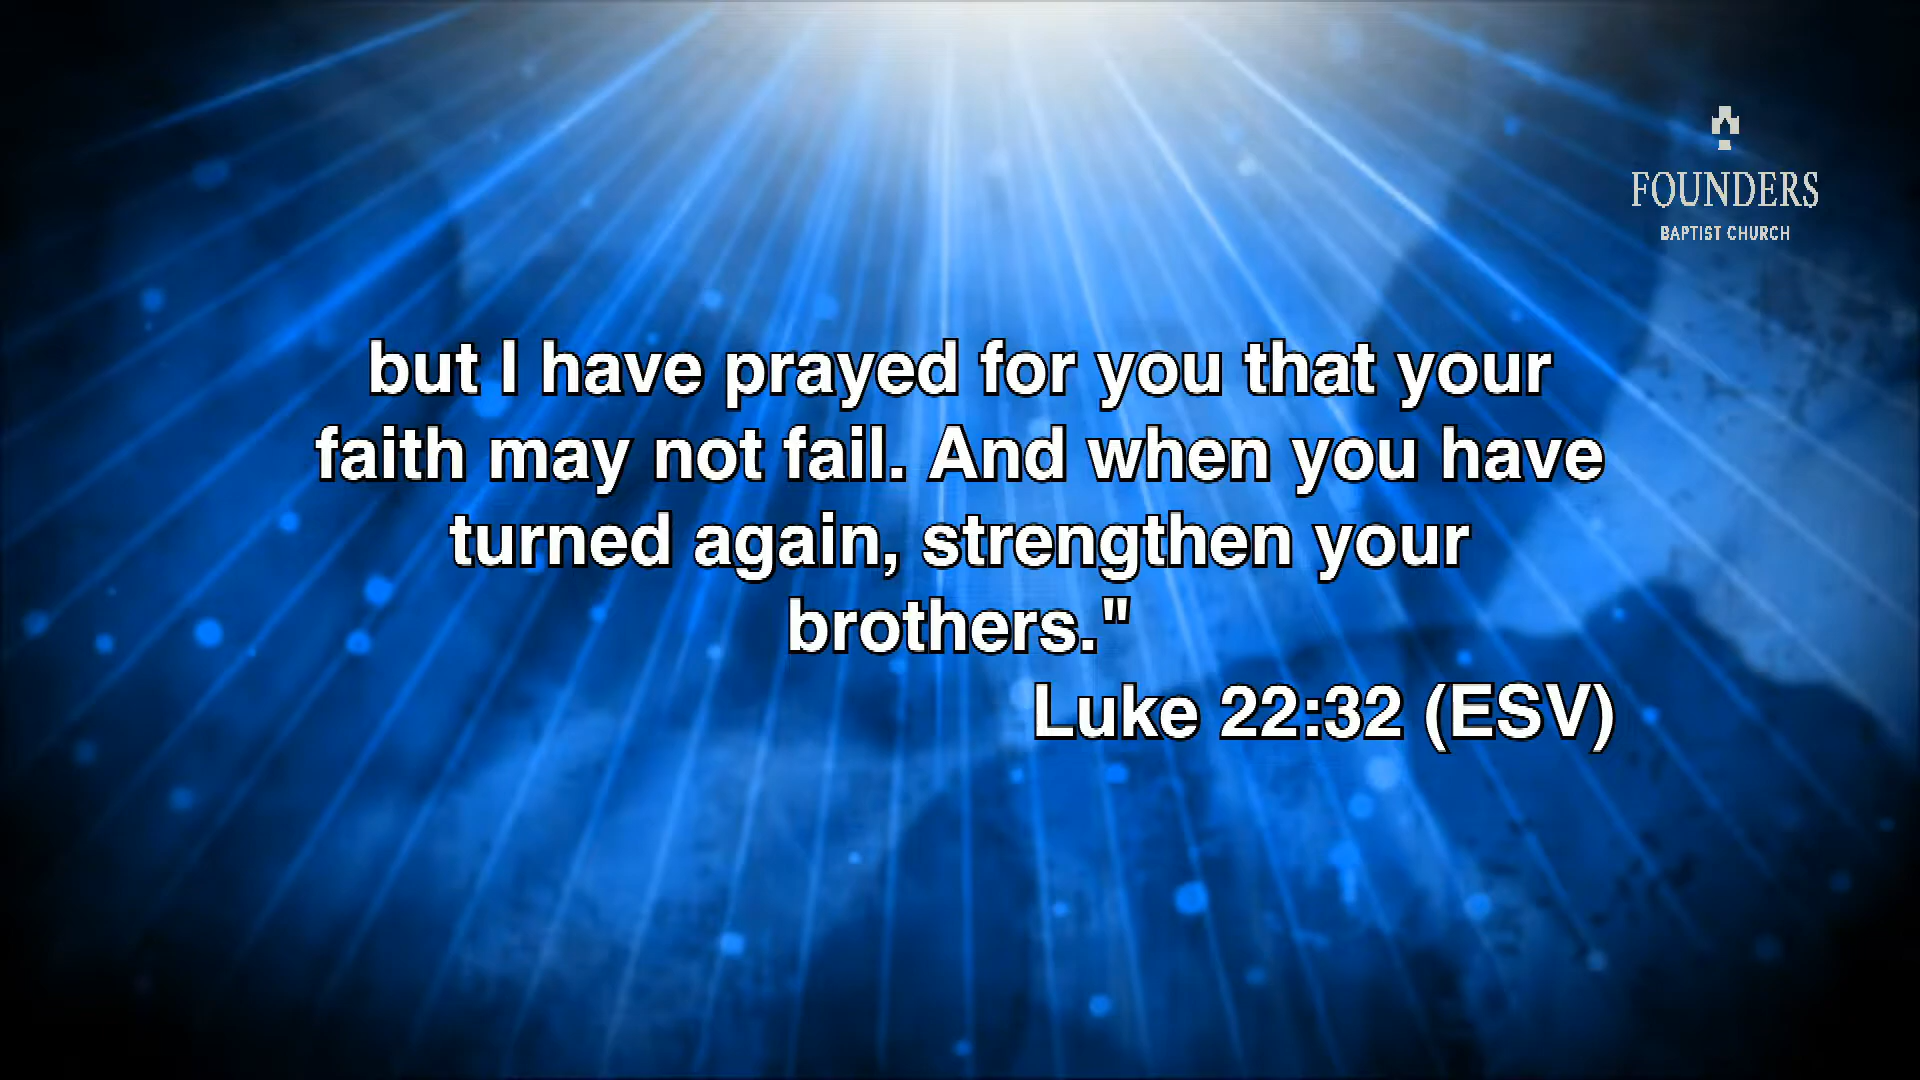 FOUNDERS
BAPTIST CHURCH
but I have prayed for you that your
faith may not fail. And when you have
turned again, strengthen your
brothers."
Luke 22:32 (ESV)